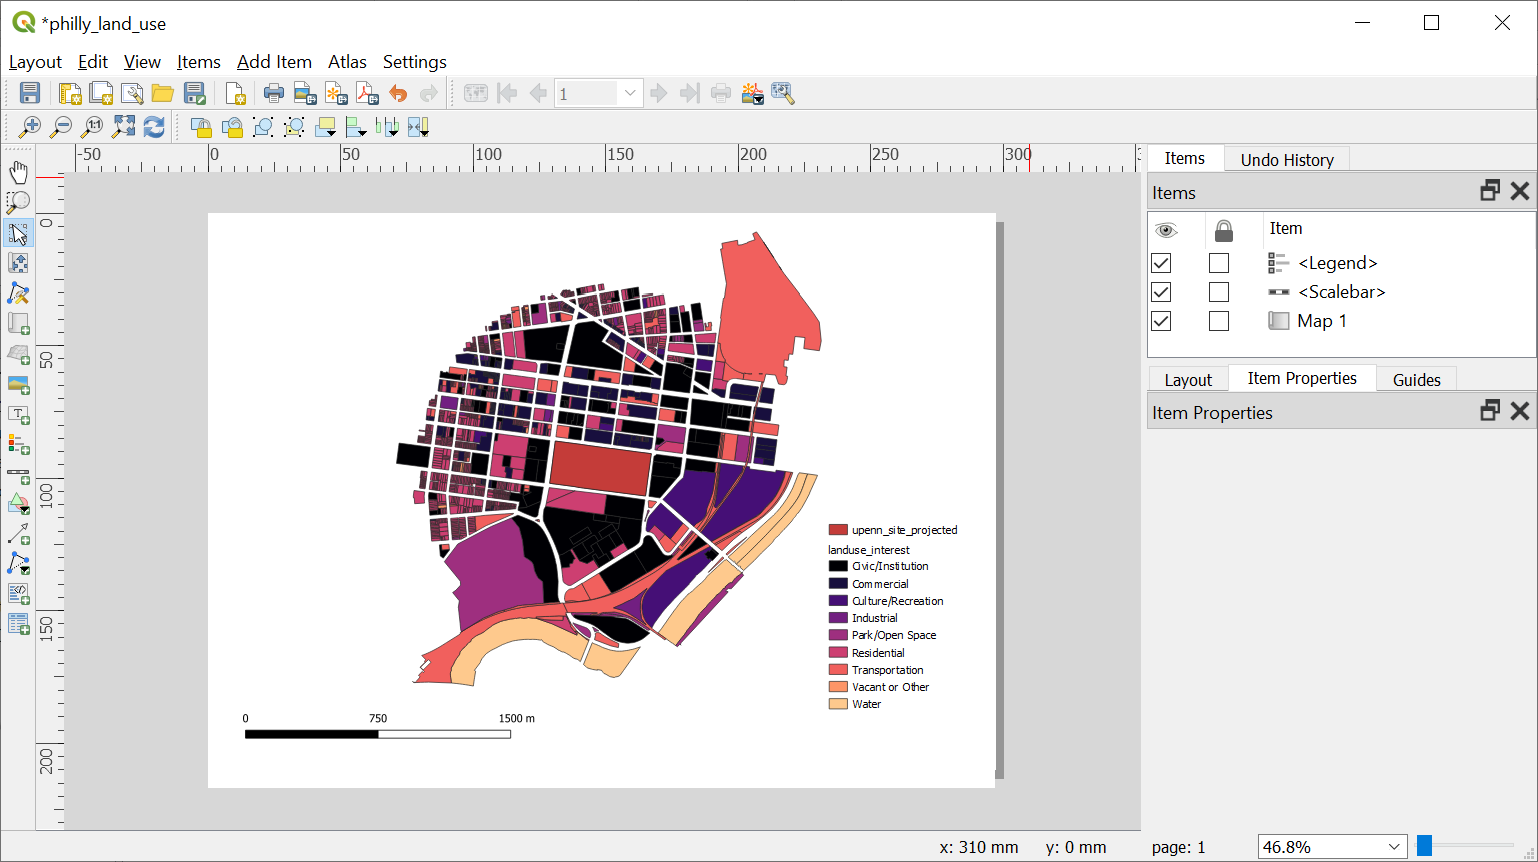 *philly_land_use
Layout Edit View Items Add Item Atlas Settings
1
1:1
-50 0 50 100 150 200 250 300
0
50
100
150
200
Items Undo History
Items
Item
<Legend>
<Scalebar>
Map 1
Layout Item Properties Guides
Item Properties
upenn_site_projected
landuse_interest
Civic/Institution
Commercial
Culture/Recreation
Industrial
Park/Open Space
Residential
Transportation
Vacant or Other
Water
0 750 1500 m
x: 310 mm y: 0 mm page: 1 46.8%